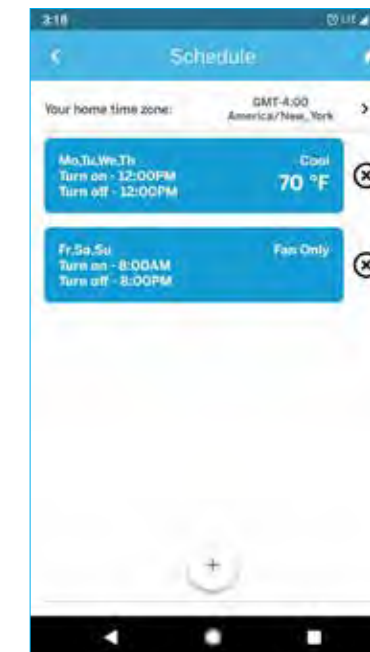 3:18
LTE
Schedule
Your home time zone:
GMT-4:00
America/New_York
Mo,Tu,We,Th
Turn on - 12:00PM
Turn off - 12:00PM
Cool
70 °F
Fr,Sa,Su
Turn on - 8:00AM
Turn off - 8:00PM
Fan Only